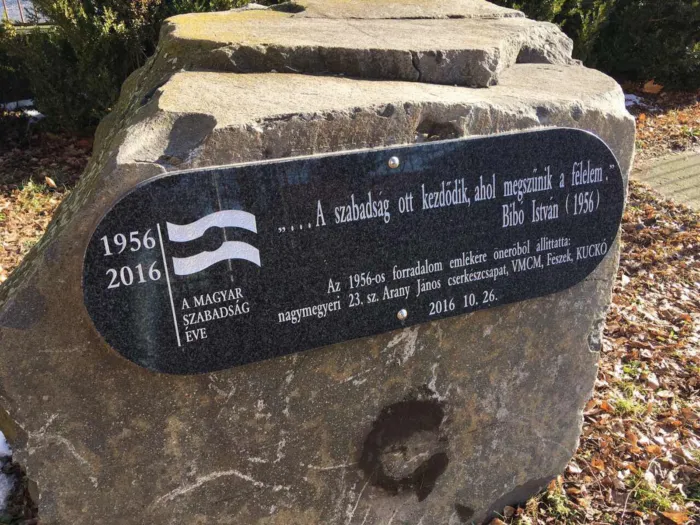 1956
2016
A MAGYAR
SZABADSÁG
ÉVE
„...A szabadság ott kezdődik, ahol megszűnik a félelem."
Bibó István (1956)
Az 1956-os forradalom emlékére önerőből állíttatta:
nagymegyeri 23. sz. Arany János cserkészcsapat, VMCM, Fészek, KUCKÓ
2016. 10. 26.